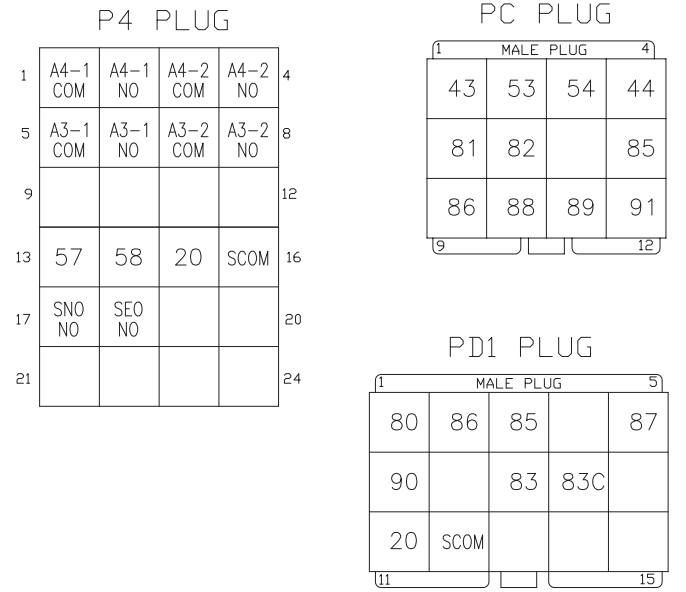 P4 PLUG
1 A4-1 A4-1 A4-2 A4-2 4
COM NO COM NO
5 A3-1 A3-1 A3-2 A3-2 8
COM NO COM NO
9 12
13 57 58 20 SCOM 16
17 SNO SEO 20
NO NO
21 24
PC PLUG
1 MALE PLUG 4
43 53 54 44
81 82 85
86 88 89 91
9 12
PD1 PLUG
1 MALE PLUG 5
80 86 85 87
90 83 83C
20 SCOM
11 15